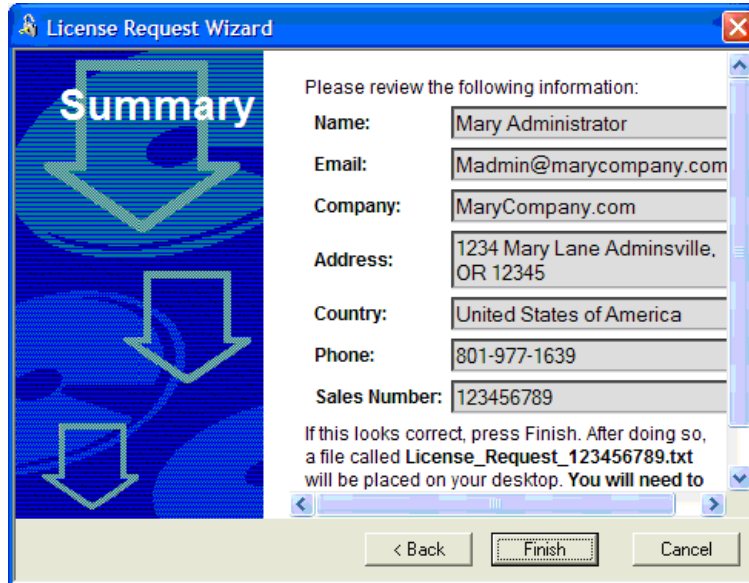 License Request Wizard
Summary
Please review the following information:
Name: Mary Administrator
Email: Madmin@marycompany.com
Company: MaryCompany.com
Address: 1234 Mary Lane Adminsville,
OR 12345
Country: United States of America
Phone: 801-977-1639
Sales Number: 123456789
If this looks correct, press Finish. After doing so,
a file called License_Request_123456789.txt
will be placed on your desktop. You will need to
< Back Finish Cancel